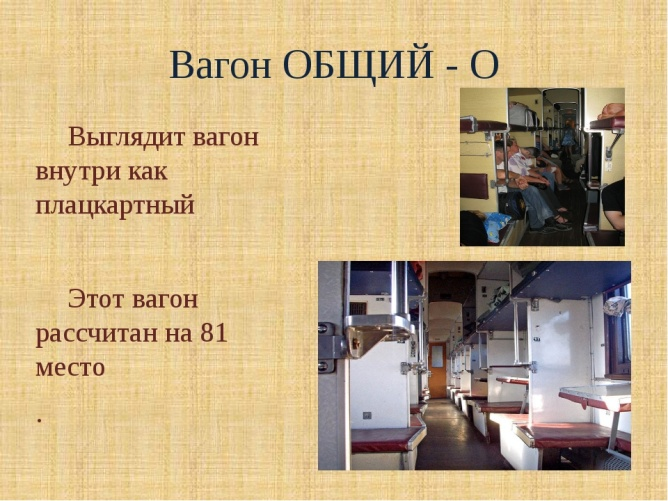 Вагон ОБЩИЙ - О
Выглядит вагон
внутри как
плацкартный
Этот вагон
рассчитан на 81
место
.